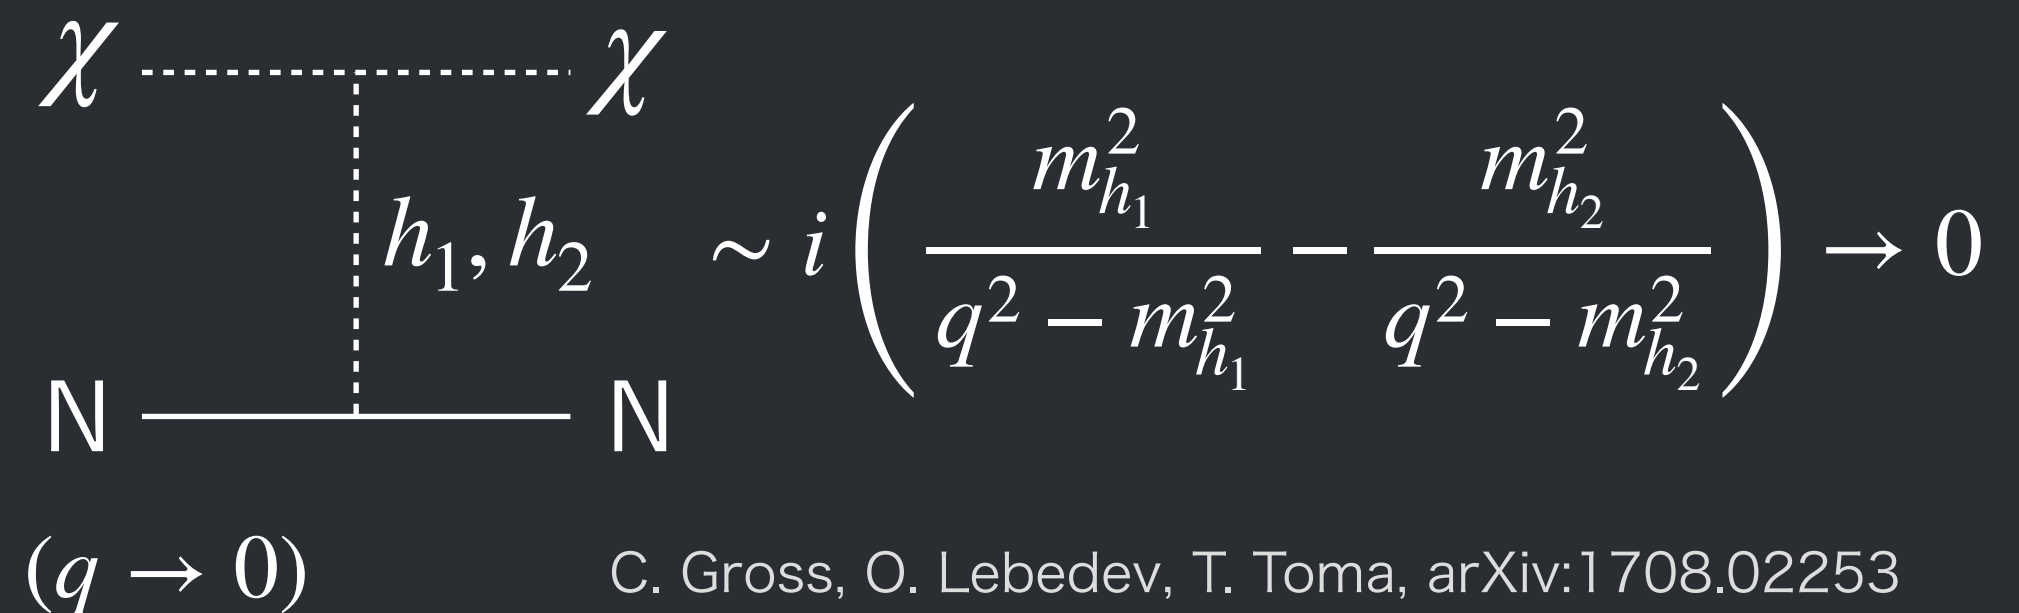 χ χ
h₁, h₂ ~ i ( m²_{h₁} / (q² − m²_{h₁}) − m²_{h₂} / (q² − m²_{h₂}) ) → 0
N N
(q → 0) C. Gross, O. Lebedev, T. Toma, arXiv:1708.02253